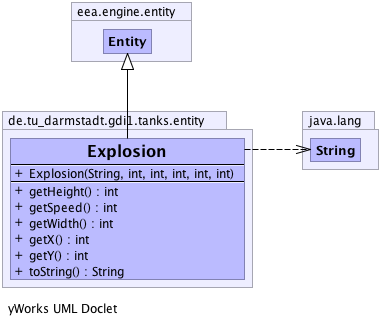 eea.engine.entity
Entity
de.tu_darmstadt.gdi1.tanks.entity
java.lang
Explosion
String
+ Explosion(String, int, int, int, int, int)
+ getHeight() : int
+ getSpeed() : int
+ getWidth() : int
+ getX() : int
+ getY() : int
+ toString() : String
yWorks UML Doclet